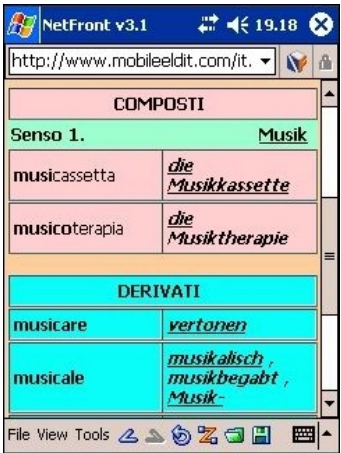 NetFront v3.1 19.18
http://www.mobileeldit.com/it.
COMPOSTI
Senso 1. Musik
musicassetta die
Musikkassette
musicoterapia die
Musiktherapie
DERIVATI
musicare vertonen
musicale musikalisch ,
musikbegabt ,
Musik-
File View Tools